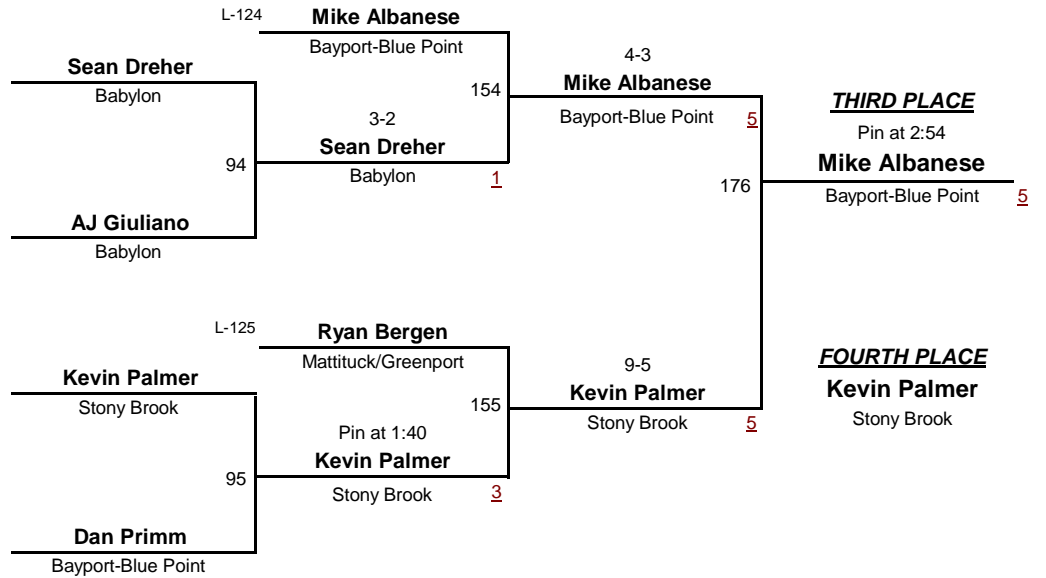 L-124
Mike Albanese
Bayport-Blue Point
4-3
Sean Dreher
Mike Albanese
154
THIRD PLACE
Babylon
3-2
Bayport-Blue Point 5
Pin at 2:54
Sean Dreher
Mike Albanese
94
Babylon 1
176
Bayport-Blue Point 5
AJ Giuliano
Babylon
L-125
Ryan Bergen
Mattituck/Greenport
9-5
FOURTH PLACE
Kevin Palmer
Kevin Palmer
Kevin Palmer
Stony Brook
155
Stony Brook 5
Stony Brook
Pin at 1:40
Kevin Palmer
95
Stony Brook 3
Dan Primm
Bayport-Blue Point